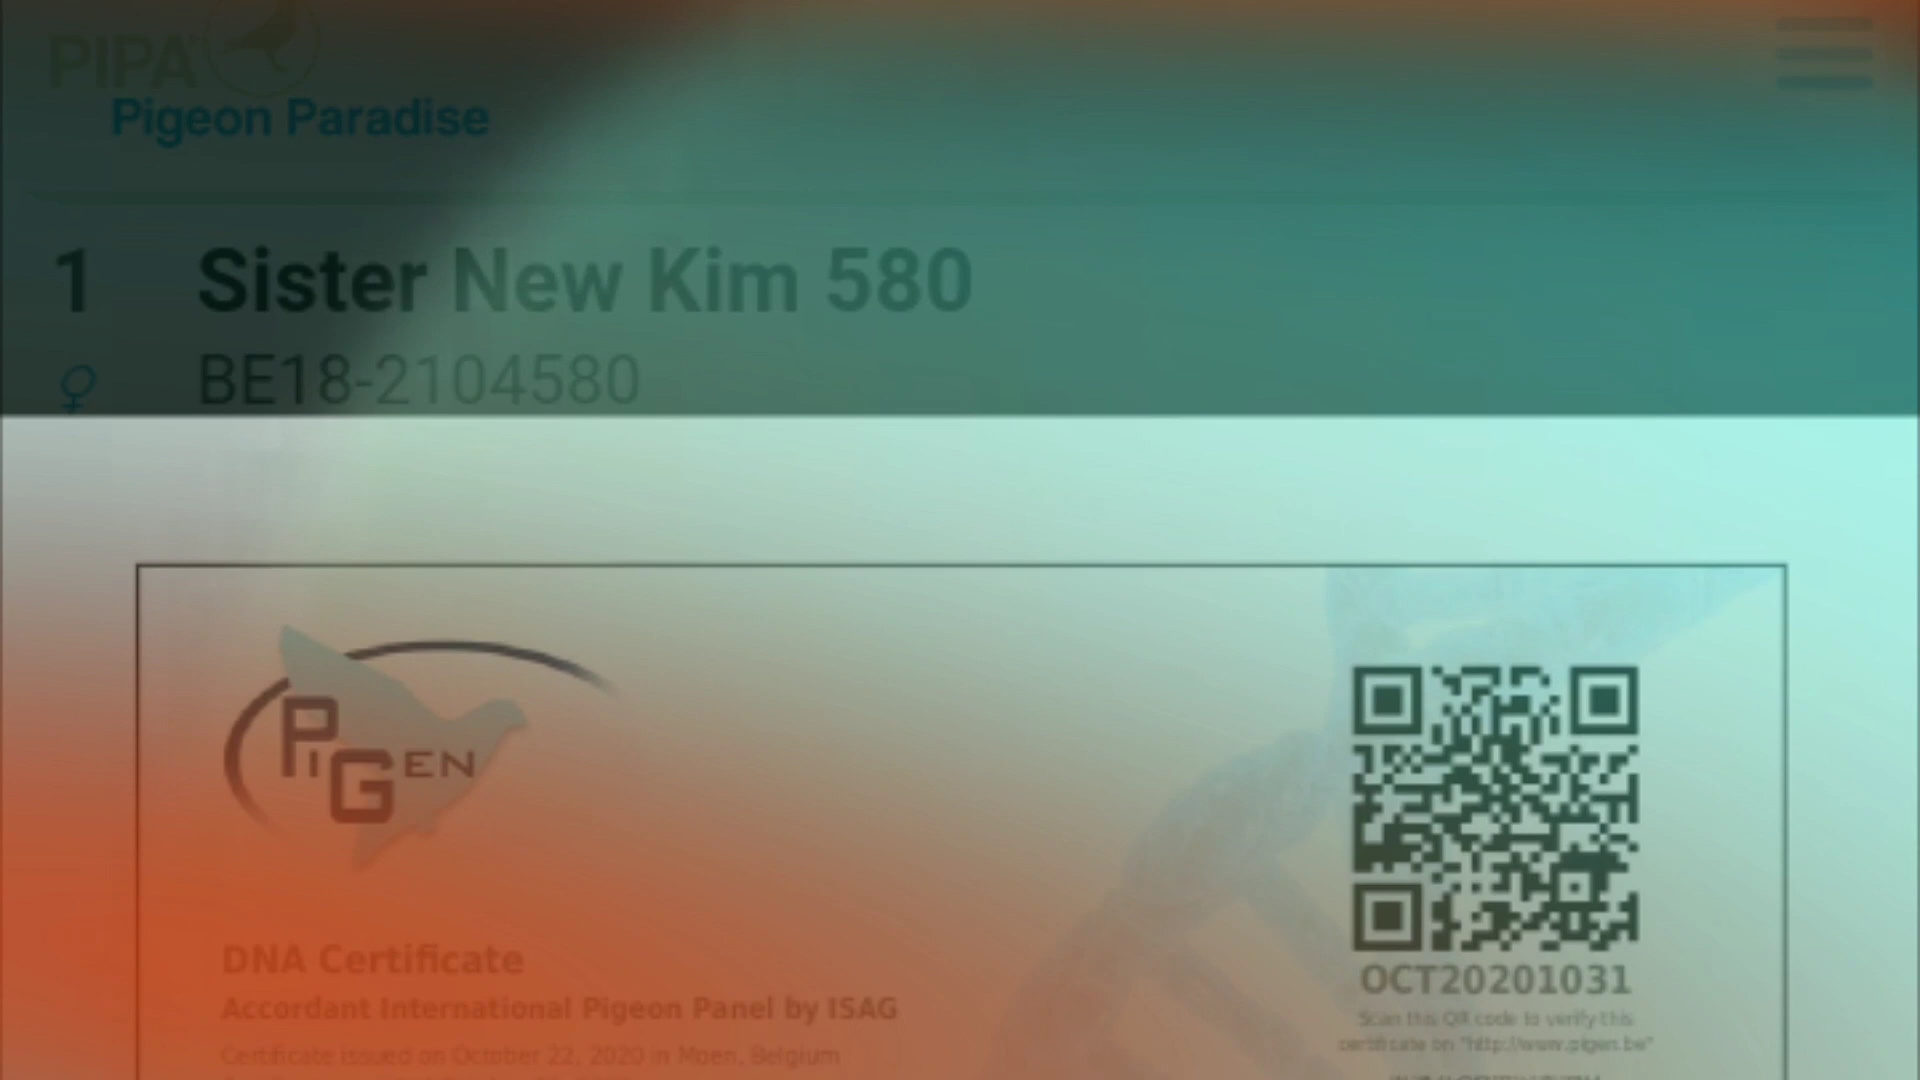 PIPA
Pigeon Paradise
1 Sister New Kim 580
♀ BE18-2104580
PiGEN
DNA Certificate
Accordant International Pigeon Panel by ISAG
Certificate issued on October 22, 2020 in Moen, Belgium
OCT20201031
Scan this QR code to verify this
certificate on "http://www.pigen.be"